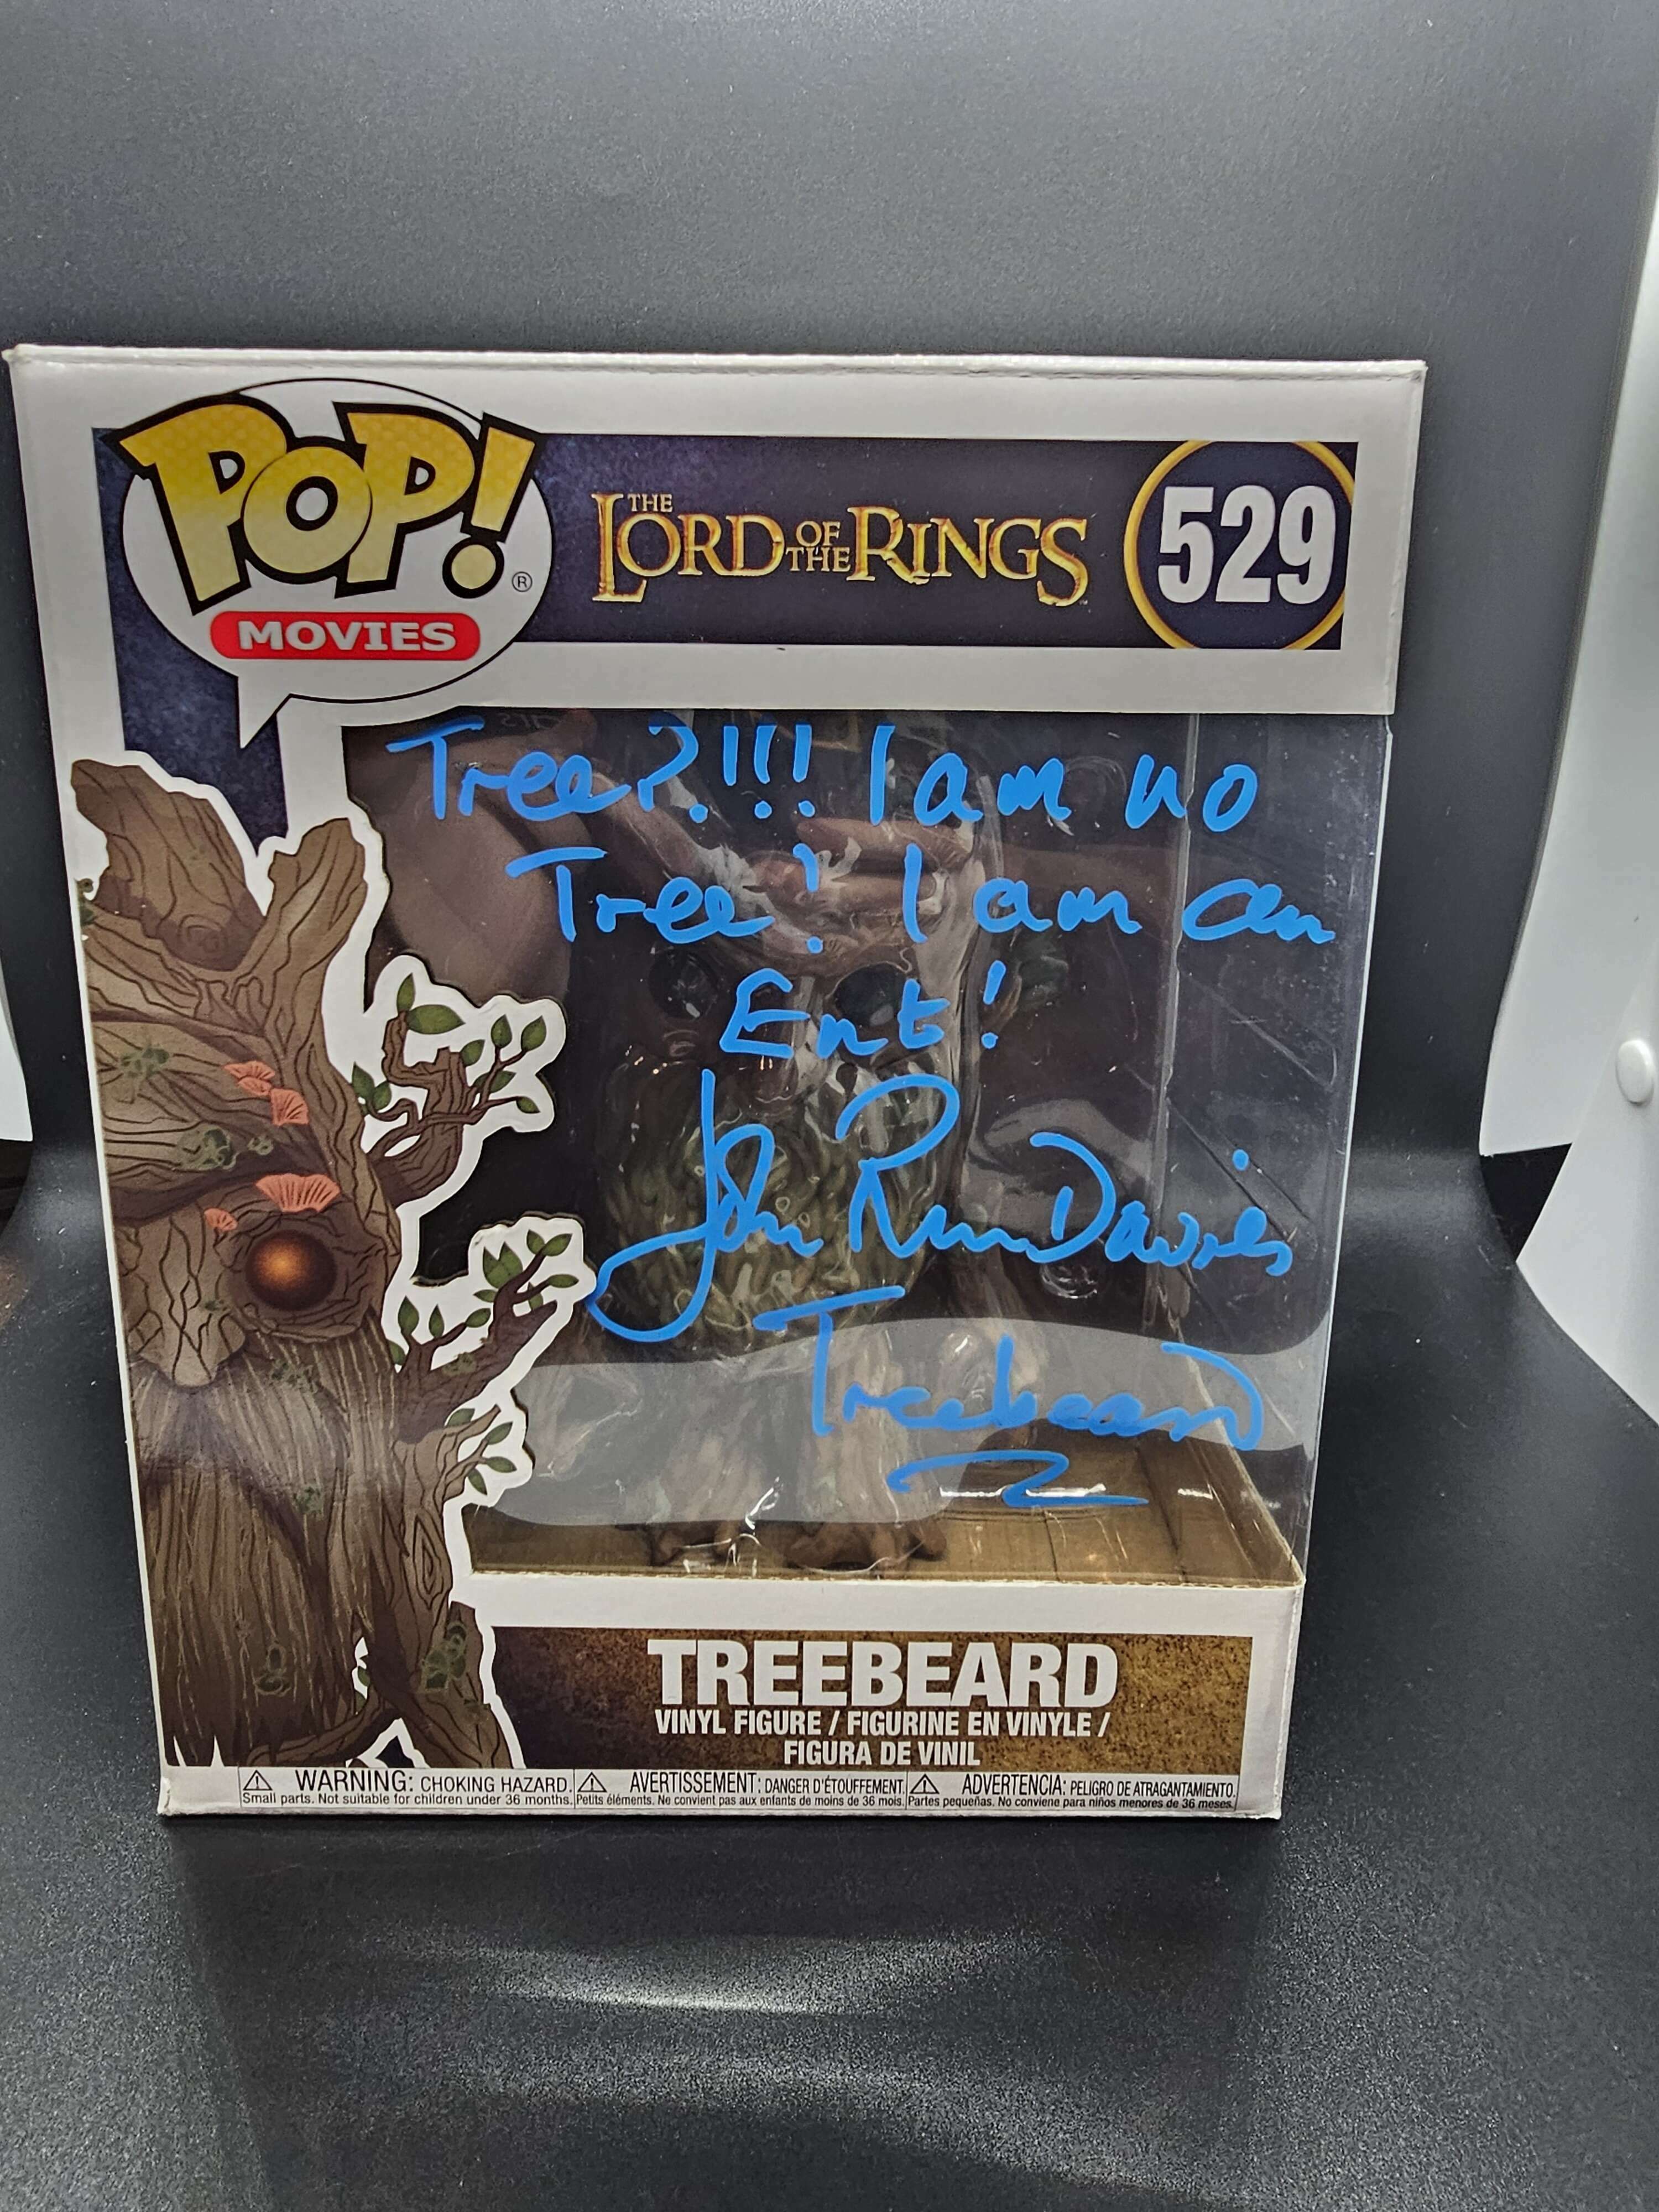 POP!®
MOVIES
THE LORD OF THE RINGS
529
Tree?!!! I am no
Tree! I am an
Ent!
John Rhys Davies
Treebeard
TREEBEARD
VINYL FIGURE / FIGURINE EN VINYLE /
FIGURA DE VINIL
WARNING: CHOKING HAZARD.
Small parts. Not suitable for children under 36 months.
AVERTISSEMENT: DANGER D'ÉTOUFFEMENT.
Petits éléments. Ne convient pas aux enfants de moins de 36 mois.
ADVERTENCIA: PELIGRO DE ATRAGANTAMIENTO.
Partes pequeñas. No conviene para niños menores de 36 meses.